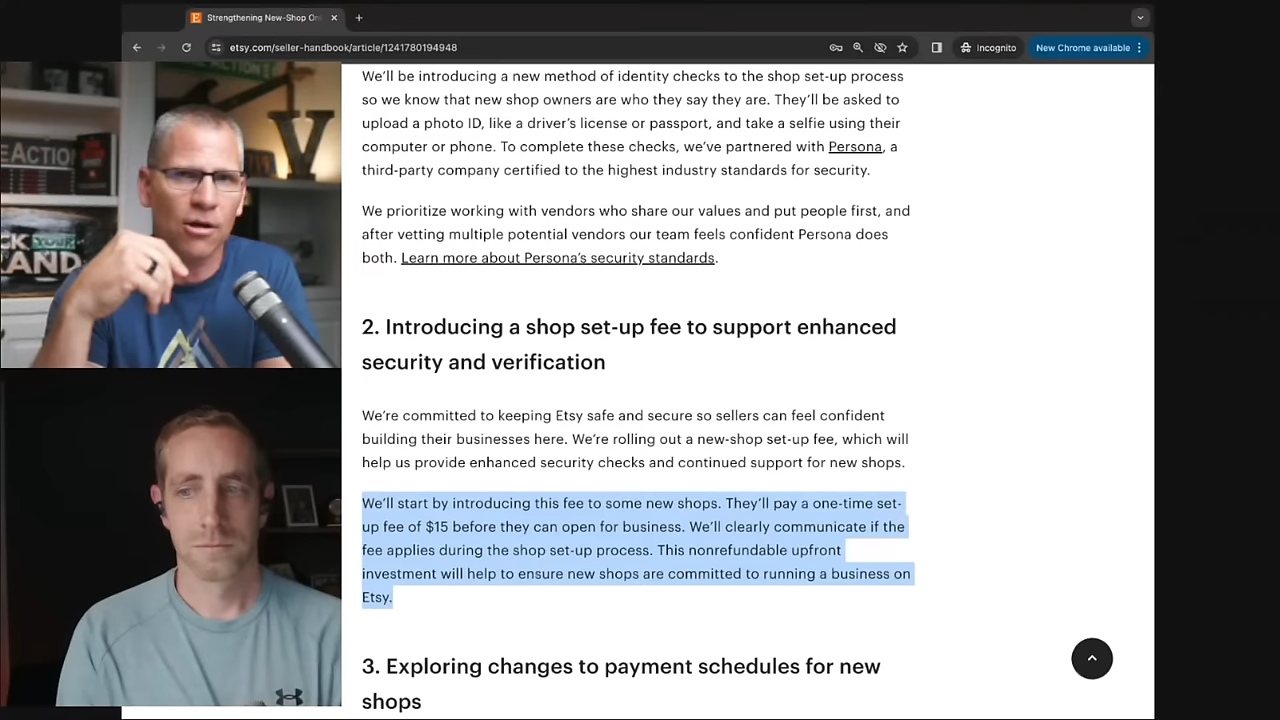 Strengthening New-Shop On
etsy.com/seller-handbook/article/1241780194948
Incognito
New Chrome available
We'll be introducing a new method of identity checks to the shop set-up process
so we know that new shop owners are who they say they are. They'll be asked to
upload a photo ID, like a driver's license or passport, and take a selfie using their
computer or phone. To complete these checks, we've partnered with Persona, a
third-party company certified to the highest industry standards for security.
We prioritize working with vendors who share our values and put people first, and
after vetting multiple potential vendors our team feels confident Persona does
both. Learn more about Persona's security standards.
2. Introducing a shop set-up fee to support enhanced
security and verification
We're committed to keeping Etsy safe and secure so sellers can feel confident
building their businesses here. We're rolling out a new-shop set-up fee, which will
help us provide enhanced security checks and continued support for new shops.
We'll start by introducing this fee to some new shops. They'll pay a one-time set-
up fee of $15 before they can open for business. We'll clearly communicate if the
fee applies during the shop set-up process. This nonrefundable upfront
investment will help to ensure new shops are committed to running a business on
Etsy.
3. Exploring changes to payment schedules for new
shops
EACTION
CK YOUR
AND
V